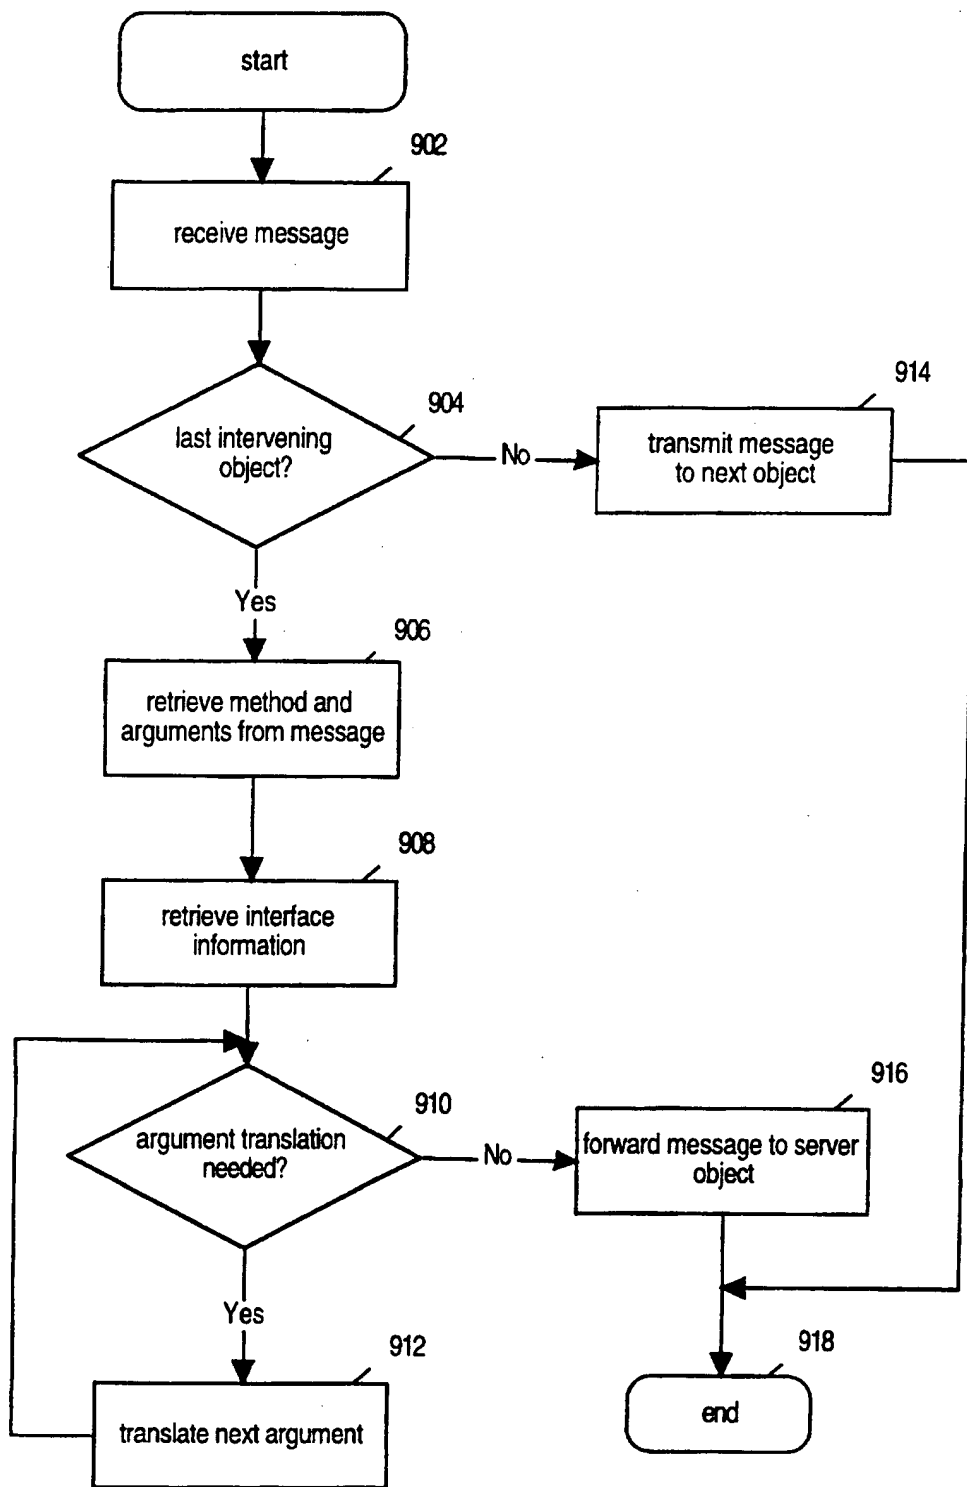 start
902
receive message
904
last intervening
object?
No
914
transmit message
to next object
Yes
906
retrieve method and
arguments from message
908
retrieve interface
information
910
argument translation
needed?
No
916
forward message to server
object
Yes
912
translate next argument
918
end